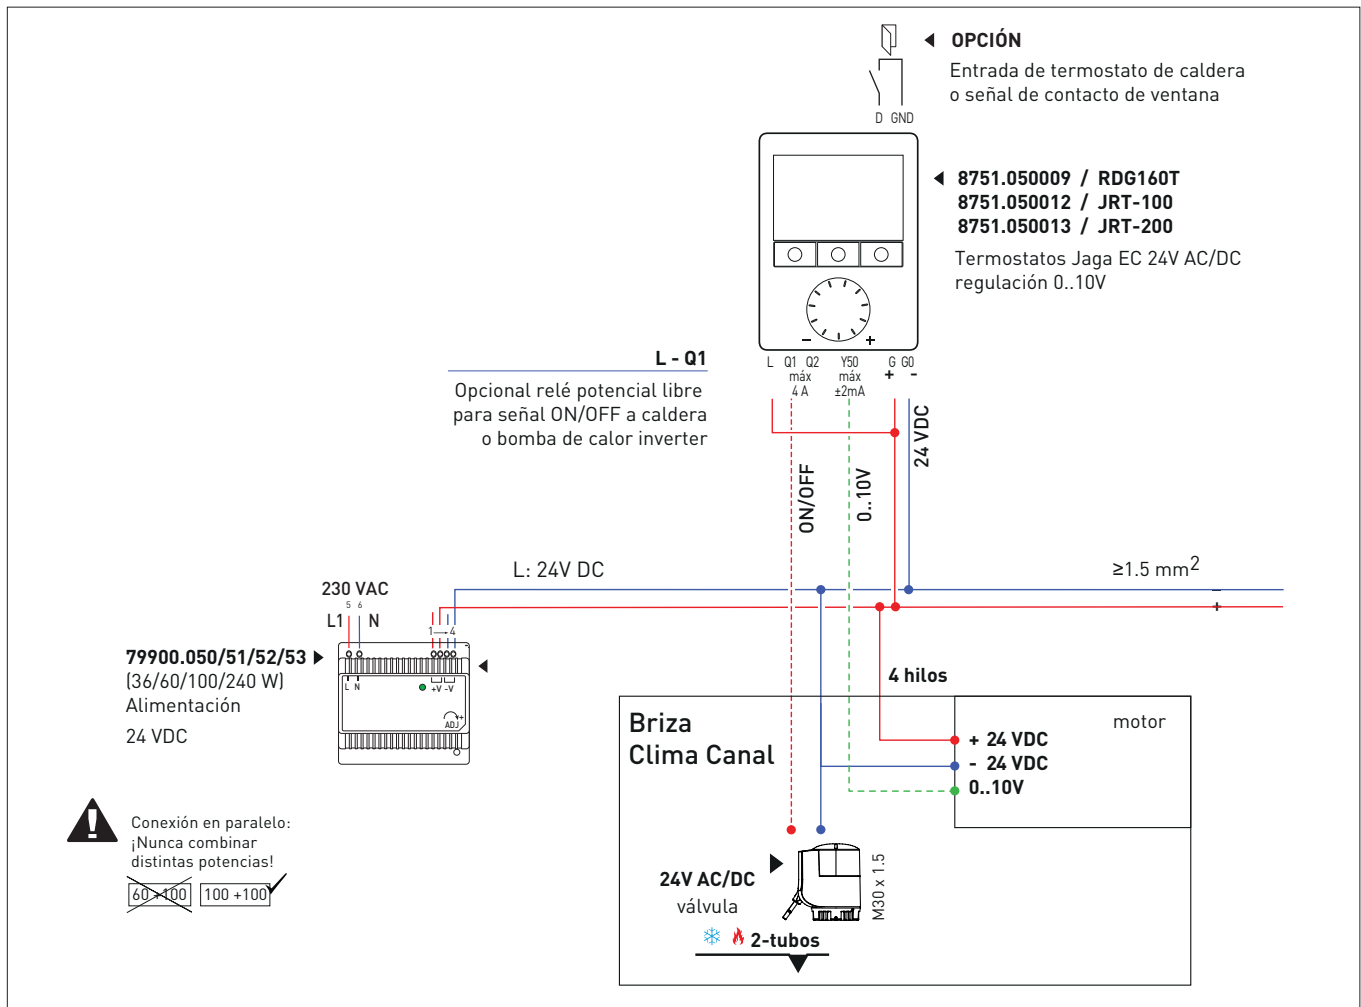 OPCIÓN
Entrada de termostato de caldera
o señal de contacto de ventana
D GND
8751.050009 / RDG160T
8751.050012 / JRT-100
8751.050013 / JRT-200
Termostatos Jaga EC 24V AC/DC
regulación 0..10V
- +
L Q1 Q2 Y50 G G0
máx máx + -
4 A ±2mA
L - Q1
Opcional relé potencial libre
para señal ON/OFF a caldera
o bomba de calor inverter
ON/OFF
0..10V
24 VDC
L: 24V DC
≥1.5 mm2
-
+
230 VAC
5 6
L1 N
1 4
79900.050/51/52/53
(36/60/100/240 W)
Alimentación
24 VDC
L N
+V -V
ADJ +
4 hilos
Briza
Clima Canal
motor
+ 24 VDC
- 24 VDC
0..10V
24V AC/DC
válvula
M30 x 1.5
2-tubos
Conexión en paralelo:
¡Nunca combinar
distintas potencias!
60 +100 100 +100